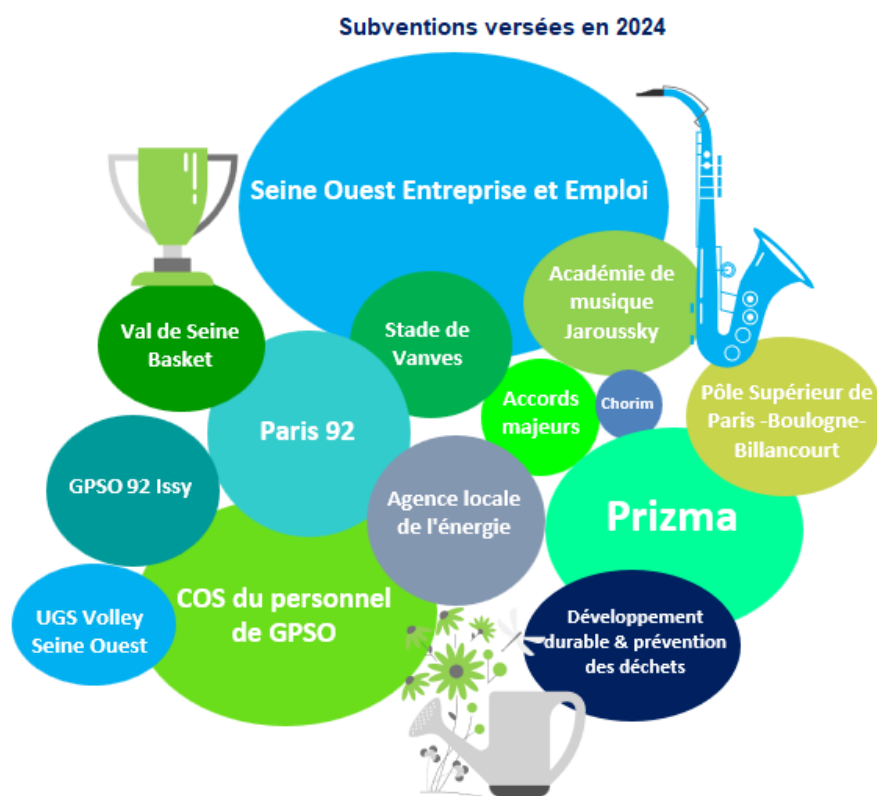 Subventions versées en 2024
Seine Ouest Entreprise et Emploi
Académie de
musique
Jaroussky
Val de Seine
Basket
Stade de
Vanves
Accords
majeurs
Chorim
Pôle Supérieur de
Paris -Boulogne-
Billancourt
Paris 92
GPSO 92 Issy
Agence locale
de l'énergie
Prizma
COS du personnel
de GPSO
UGS Volley
Seine Ouest
Développement
durable & prévention
des déchets